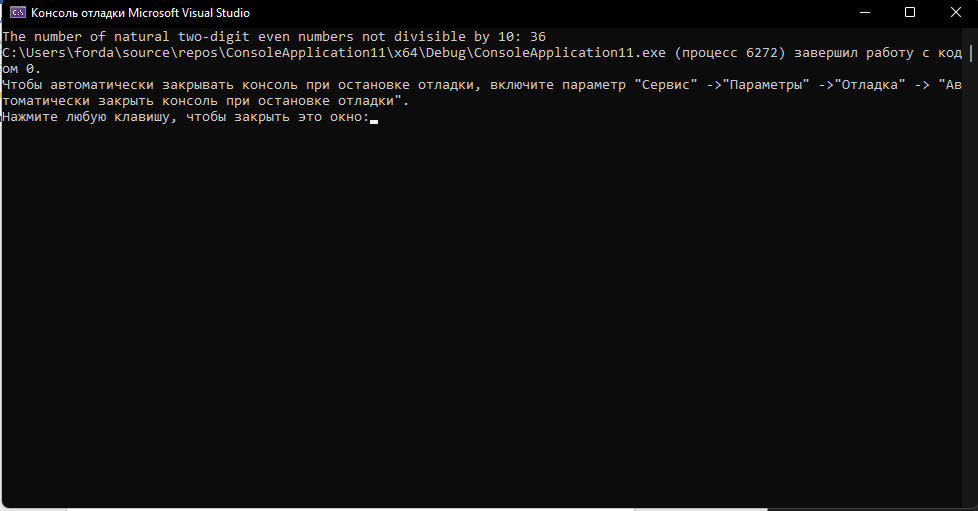 Консоль отладки Microsoft Visual Studio
The number of natural two-digit even numbers not divisible by 10: 36
C:\Users\forda\source\repos\ConsoleApplication11\x64\Debug\ConsoleApplication11.exe (процесс 6272) завершил работу с код
ом 0.
Чтобы автоматически закрывать консоль при остановке отладки, включите параметр "Сервис" ->"Параметры" ->"Отладка" -> "Ав
томатически закрыть консоль при остановке отладки".
Нажмите любую клавишу, чтобы закрыть это окно: